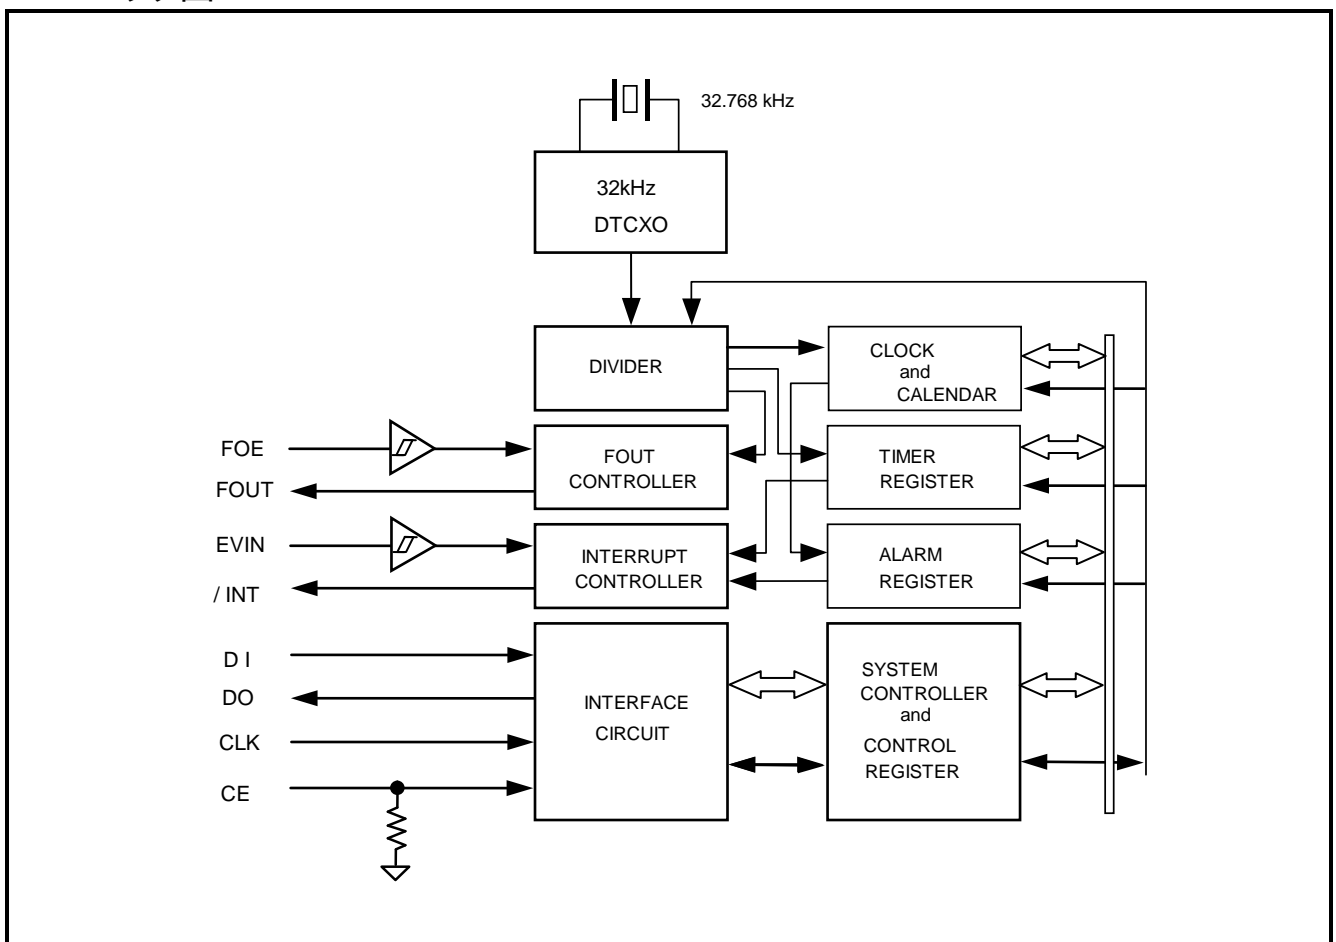 32.768 kHz
32kHz
DTCXO
DIVIDER
CLOCK
and
CALENDAR
FOE
FOUT
FOUT
CONTROLLER
TIMER
REGISTER
EVIN
/ INT
INTERRUPT
CONTROLLER
ALARM
REGISTER
D I
DO
CLK
CE
INTERFACE
CIRCUIT
SYSTEM
CONTROLLER
and
CONTROL
REGISTER